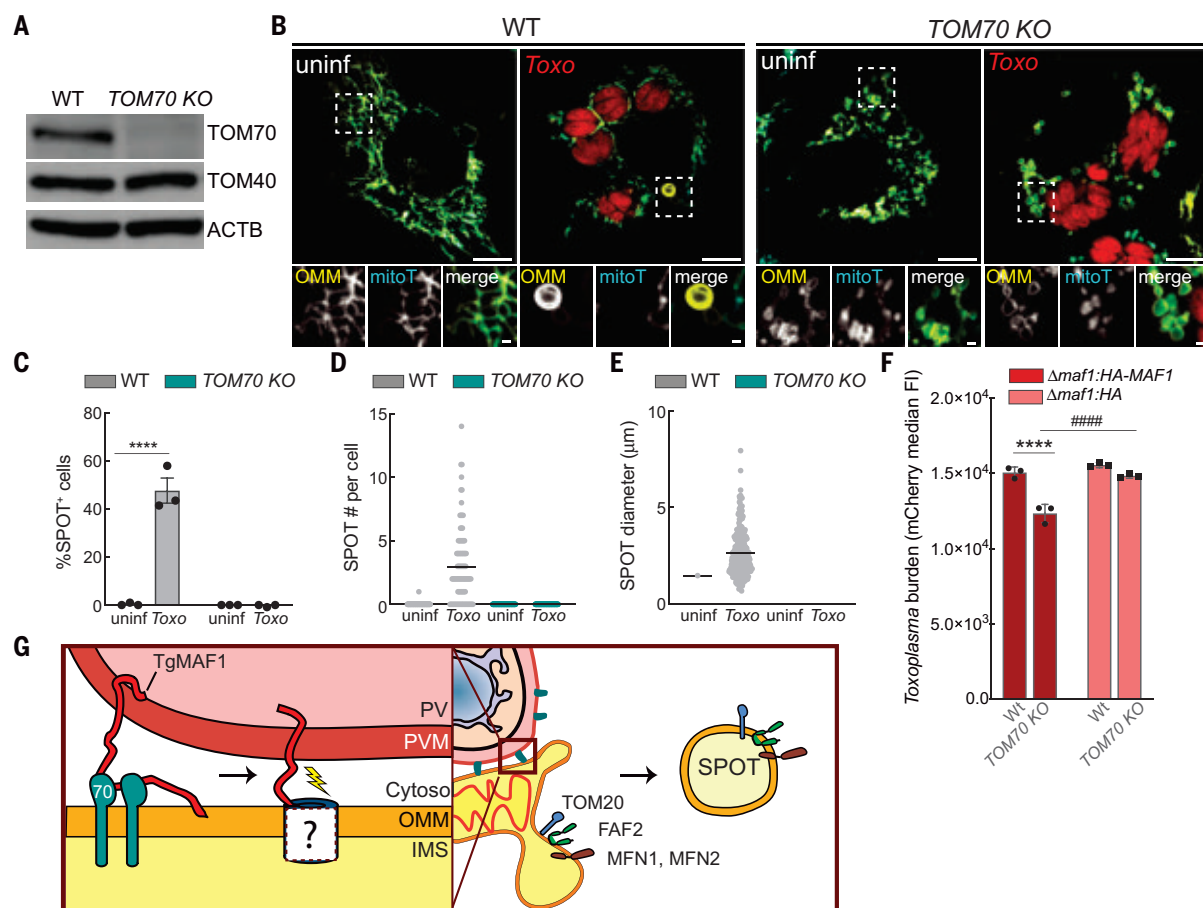 A
WT TOM70 KO
TOM70
TOM40
ACTB
B
WT TOM70 KO
uninf Toxo uninf Toxo
OMM mitoT merge OMM mitoT merge OMM mitoT merge OMM mitoT merge
C
WT TOM70 KO
%SPOT+ cells
80
60
40
20
0
****
uninf Toxo uninf Toxo
D
WT TOM70 KO
SPOT # per cell
15
10
5
0
uninf Toxo uninf Toxo
E
WT TOM70 KO
SPOT diameter (µm)
10
5
0
uninf Toxo uninf Toxo
F
Δmaf1:HA-MAF1
Δmaf1:HA
Toxoplasma burden (mCherry median FI)
2.0×10⁴
1.5×10⁴
1.0×10⁴
5.0×10³
0.0
####
****
Wt TOM70 KO Wt TOM70 KO
G
TgMAF1
PV
PVM
70
Cytoso
OMM
?
IMS
TOM20
FAF2
MFN1, MFN2
SPOT